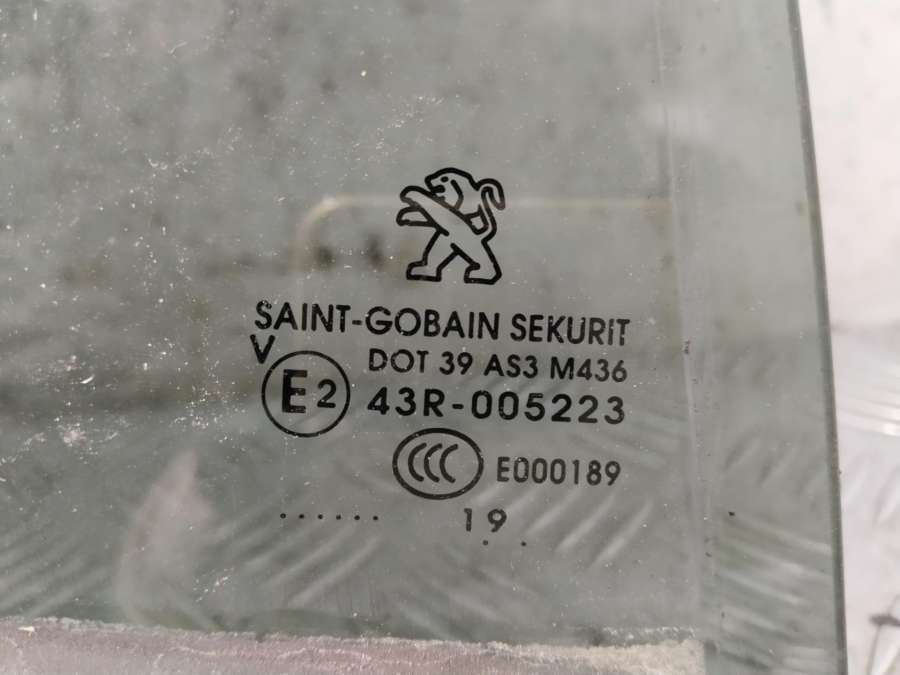 SAINT-GOBAIN SEKURIT
V
DOT 39 AS3 M436
E2 43R-005223
CCC E000189
...... 19
. .